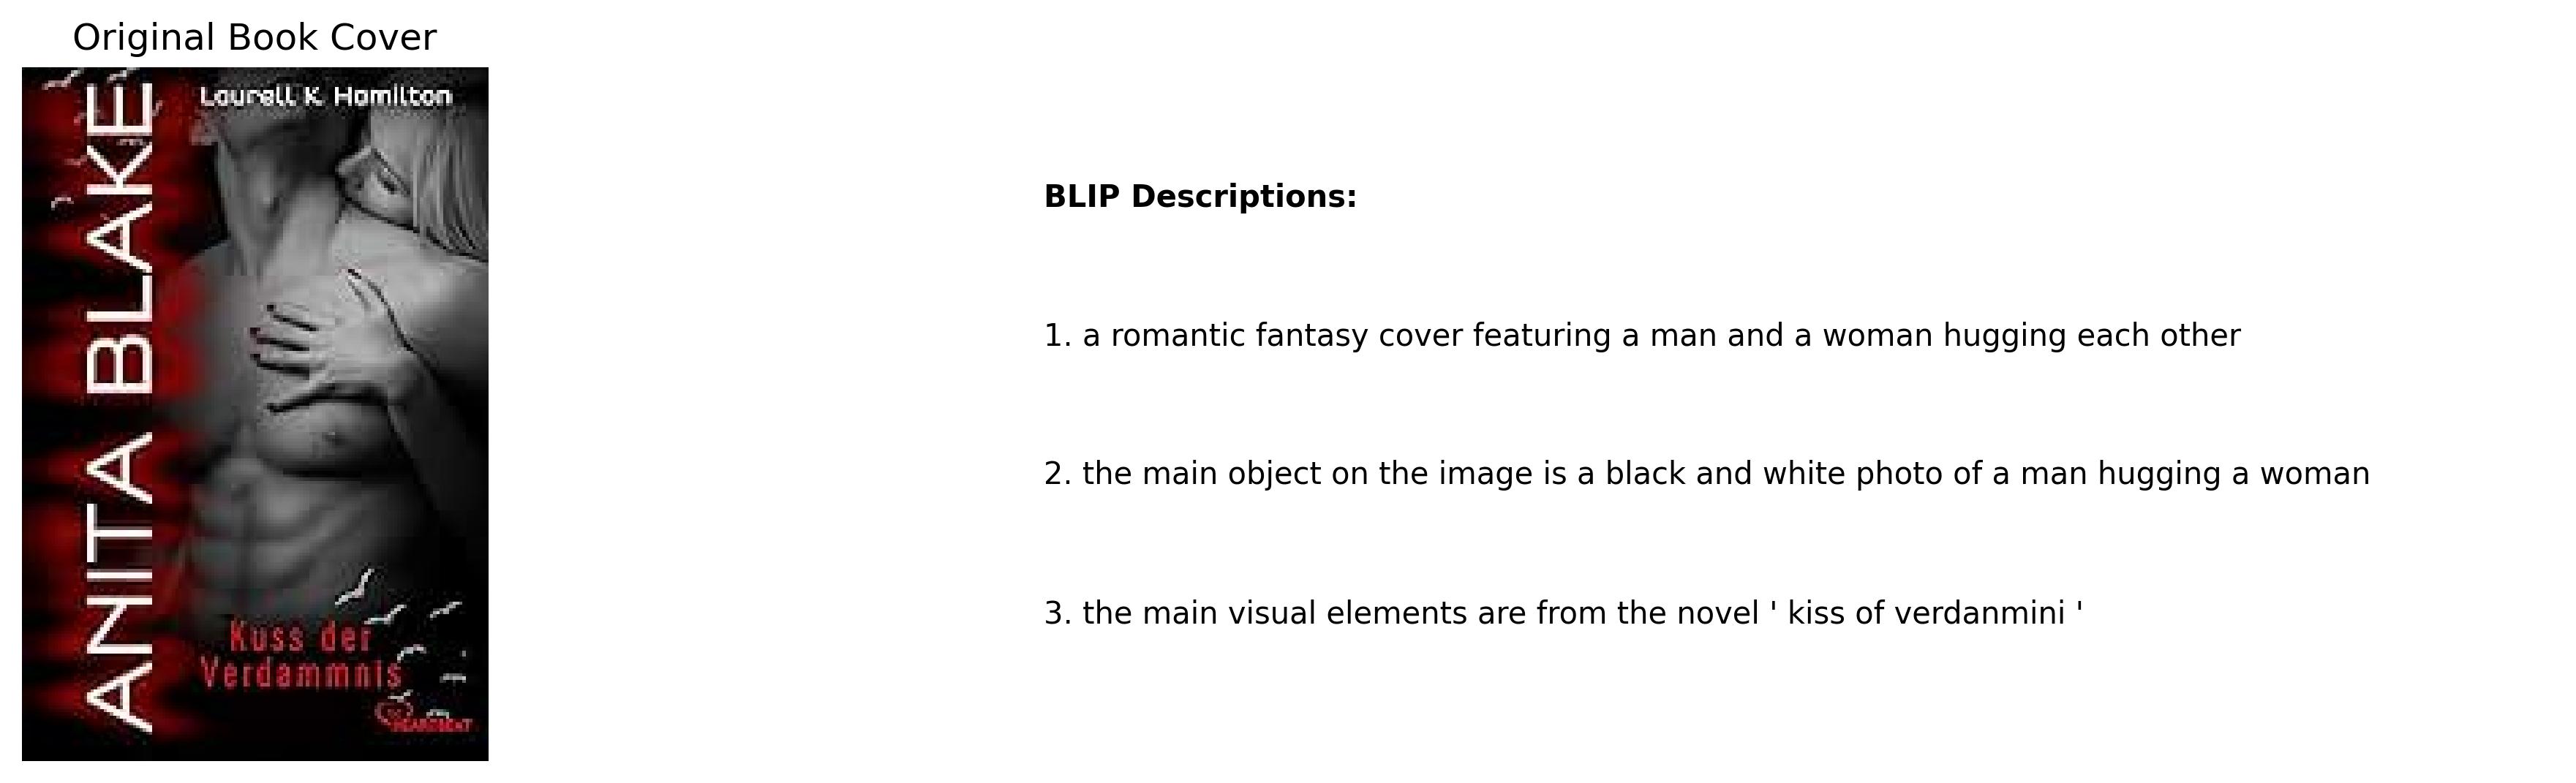 Original Book Cover
Laurell K. Hamilton
ANITA BLAKE
Kuss der
Verdammnis
HEARTBEAT
BLIP Descriptions:
1. a romantic fantasy cover featuring a man and a woman hugging each other
2. the main object on the image is a black and white photo of a man hugging a woman
3. the main visual elements are from the novel ' kiss of verdanmini '